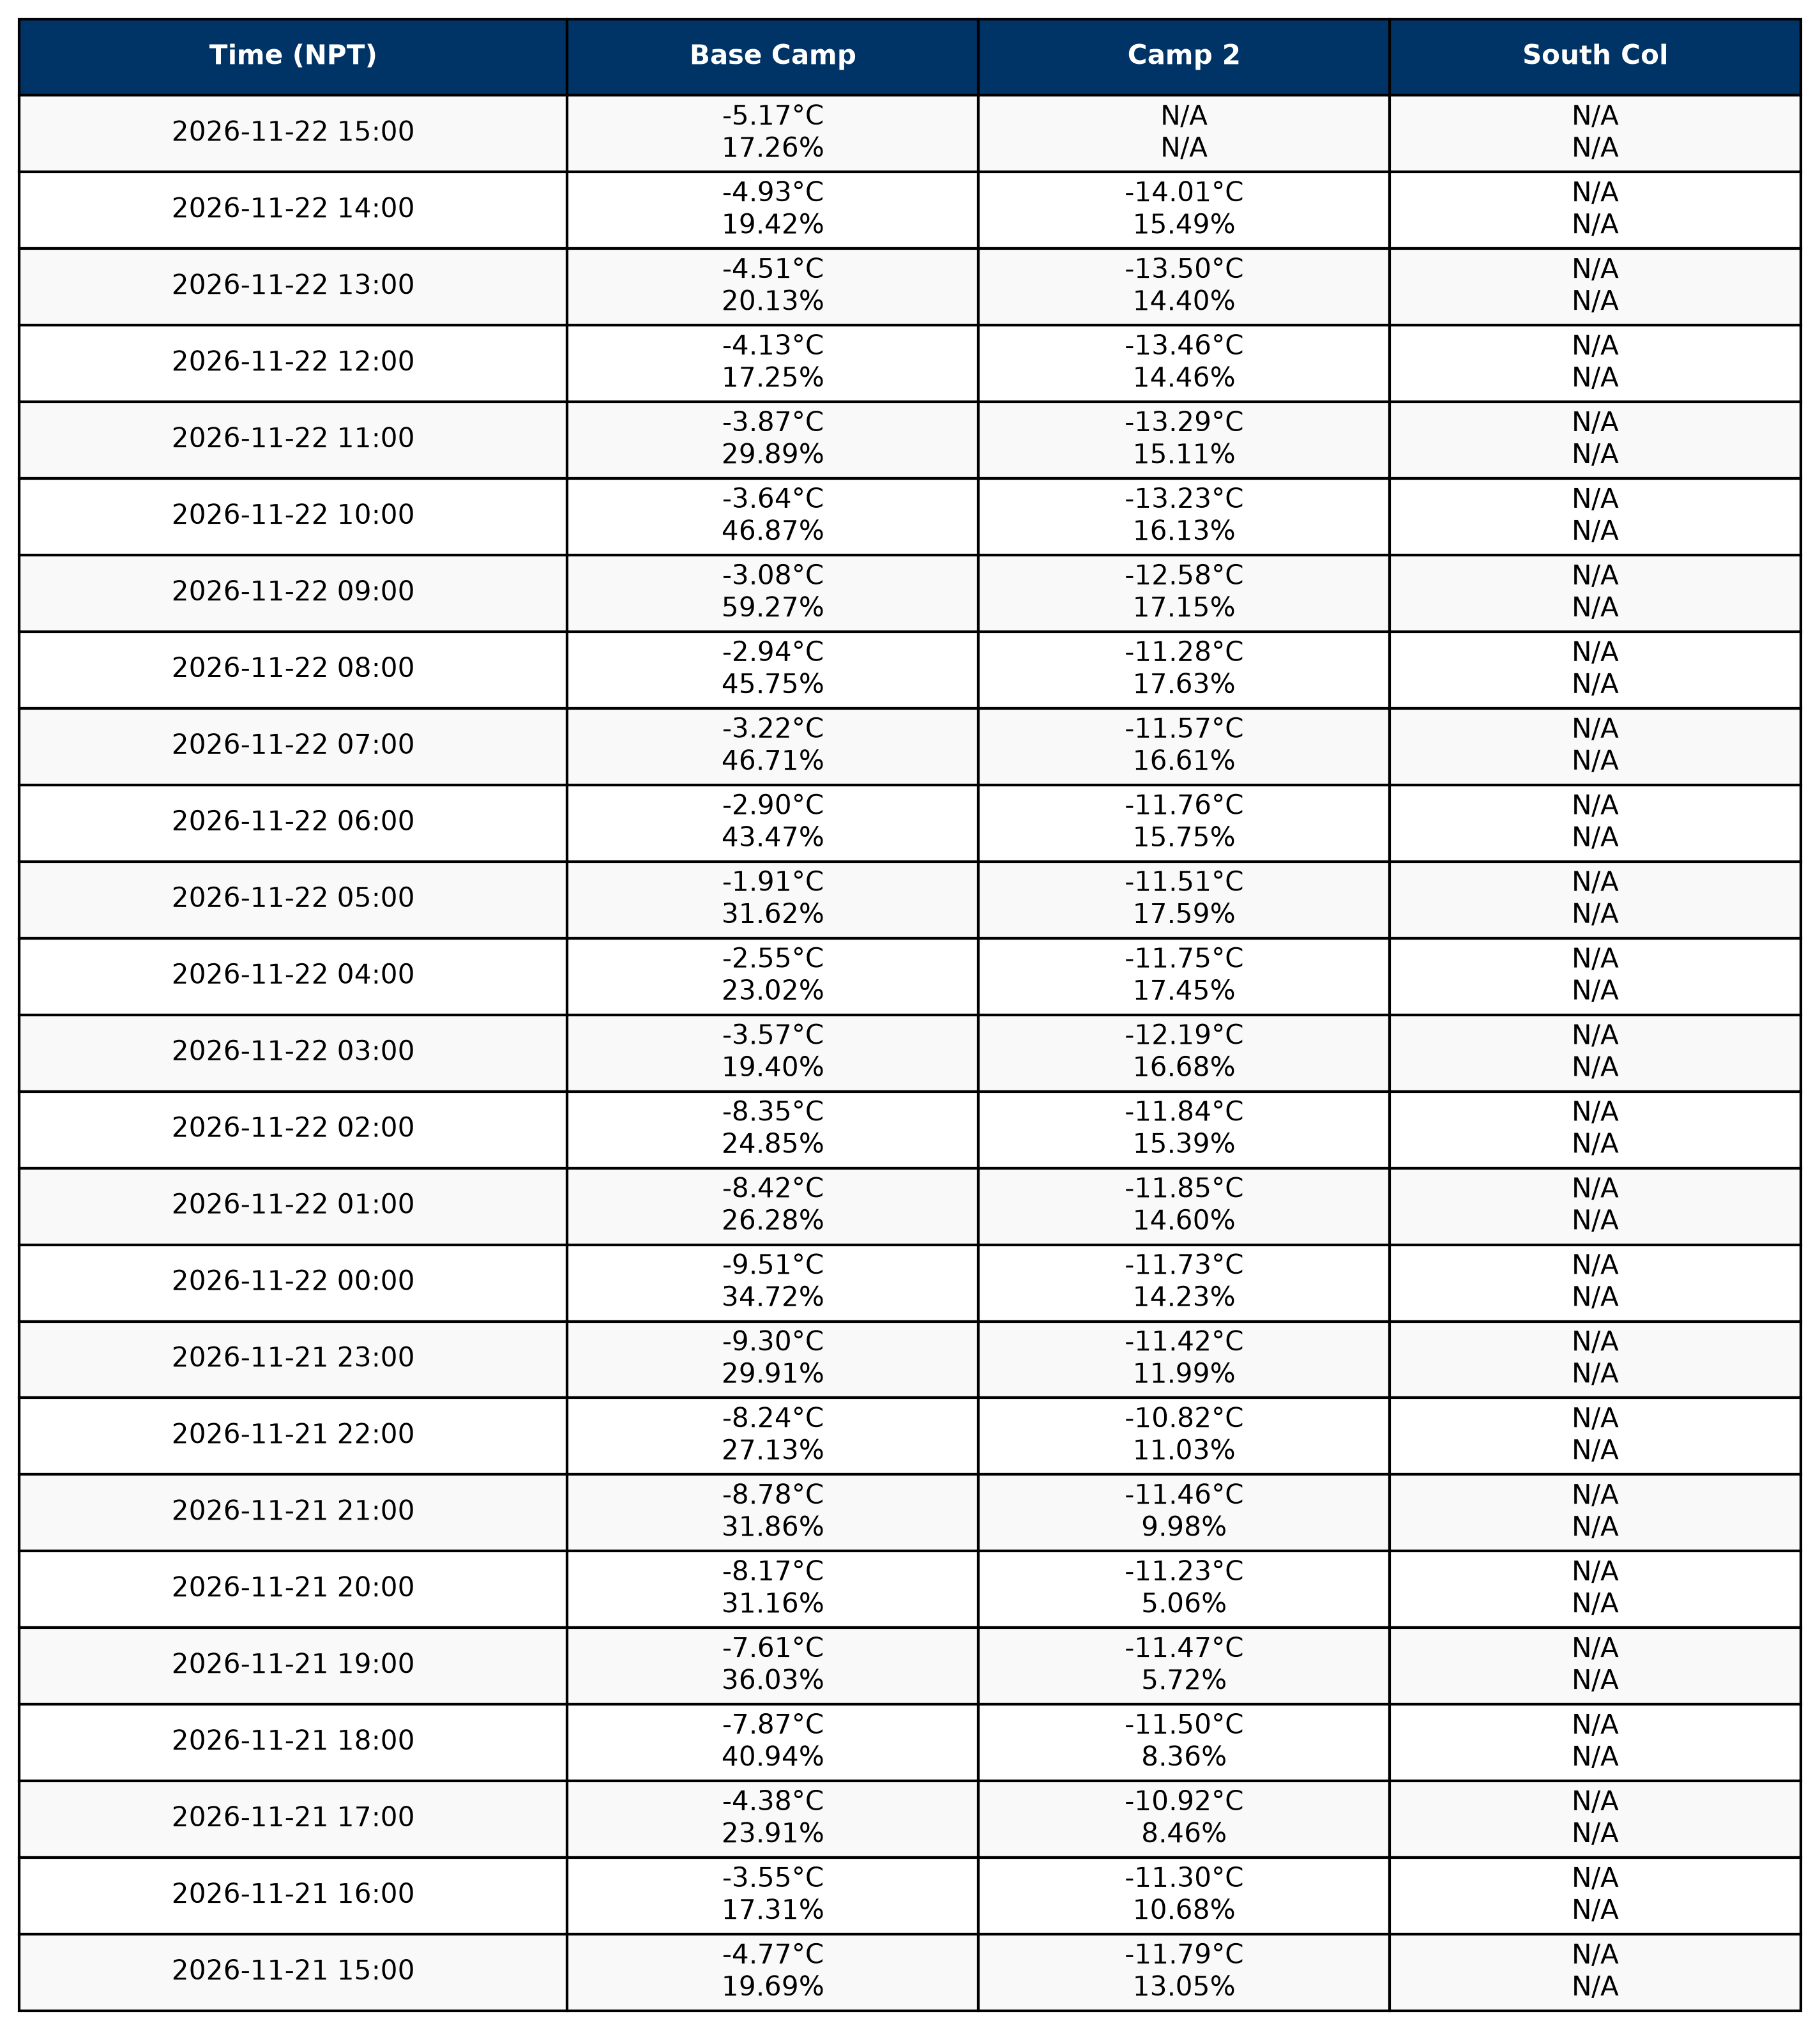 Time (NPT) Base Camp Camp 2 South Col
2026-11-22 15:00 -5.17°C 17.26% N/A N/A N/A N/A
2026-11-22 14:00 -4.93°C 19.42% -14.01°C 15.49% N/A N/A
2026-11-22 13:00 -4.51°C 20.13% -13.50°C 14.40% N/A N/A
2026-11-22 12:00 -4.13°C 17.25% -13.46°C 14.46% N/A N/A
2026-11-22 11:00 -3.87°C 29.89% -13.29°C 15.11% N/A N/A
2026-11-22 10:00 -3.64°C 46.87% -13.23°C 16.13% N/A N/A
2026-11-22 09:00 -3.08°C 59.27% -12.58°C 17.15% N/A N/A
2026-11-22 08:00 -2.94°C 45.75% -11.28°C 17.63% N/A N/A
2026-11-22 07:00 -3.22°C 46.71% -11.57°C 16.61% N/A N/A
2026-11-22 06:00 -2.90°C 43.47% -11.76°C 15.75% N/A N/A
2026-11-22 05:00 -1.91°C 31.62% -11.51°C 17.59% N/A N/A
2026-11-22 04:00 -2.55°C 23.02% -11.75°C 17.45% N/A N/A
2026-11-22 03:00 -3.57°C 19.40% -12.19°C 16.68% N/A N/A
2026-11-22 02:00 -8.35°C 24.85% -11.84°C 15.39% N/A N/A
2026-11-22 01:00 -8.42°C 26.28% -11.85°C 14.60% N/A N/A
2026-11-22 00:00 -9.51°C 34.72% -11.73°C 14.23% N/A N/A
2026-11-21 23:00 -9.30°C 29.91% -11.42°C 11.99% N/A N/A
2026-11-21 22:00 -8.24°C 27.13% -10.82°C 11.03% N/A N/A
2026-11-21 21:00 -8.78°C 31.86% -11.46°C 9.98% N/A N/A
2026-11-21 20:00 -8.17°C 31.16% -11.23°C 5.06% N/A N/A
2026-11-21 19:00 -7.61°C 36.03% -11.47°C 5.72% N/A N/A
2026-11-21 18:00 -7.87°C 40.94% -11.50°C 8.36% N/A N/A
2026-11-21 17:00 -4.38°C 23.91% -10.92°C 8.46% N/A N/A
2026-11-21 16:00 -3.55°C 17.31% -11.30°C 10.68% N/A N/A
2026-11-21 15:00 -4.77°C 19.69% -11.79°C 13.05% N/A N/A